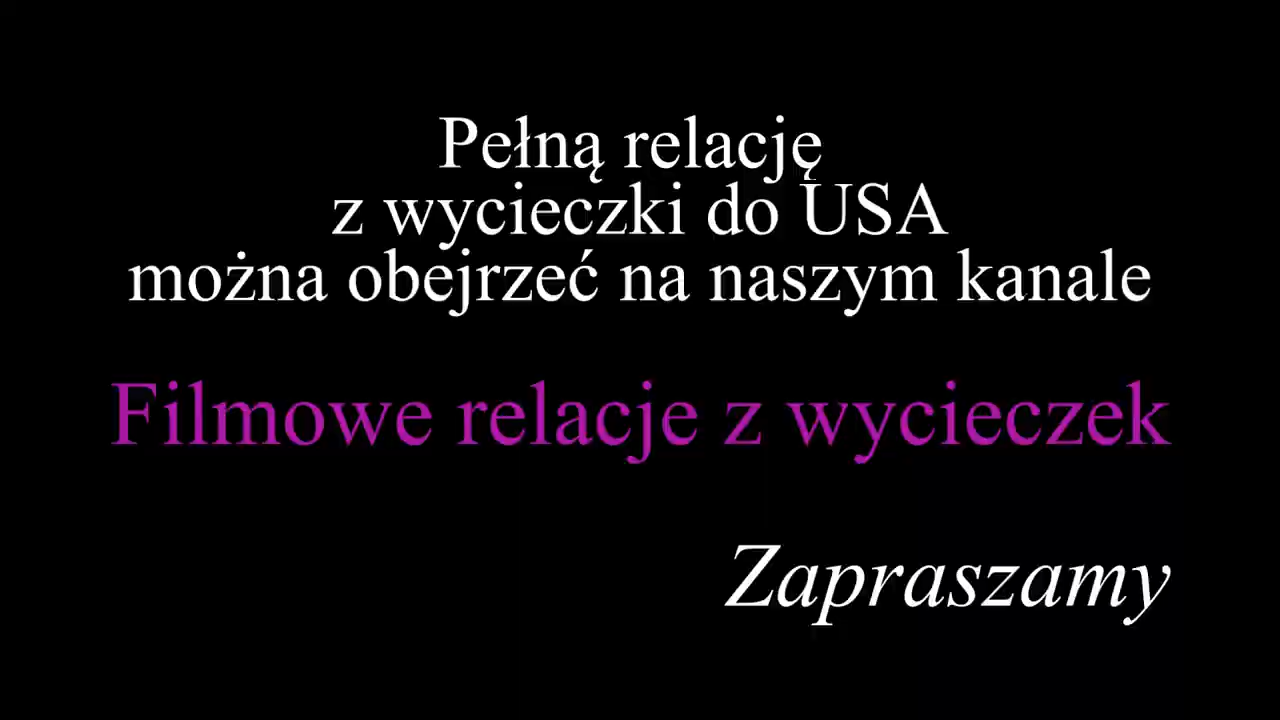 Pełną relację
z wycieczki do USA
można obejrzeć na naszym kanale
Filmowe relacje z wycieczek
Zapraszamy